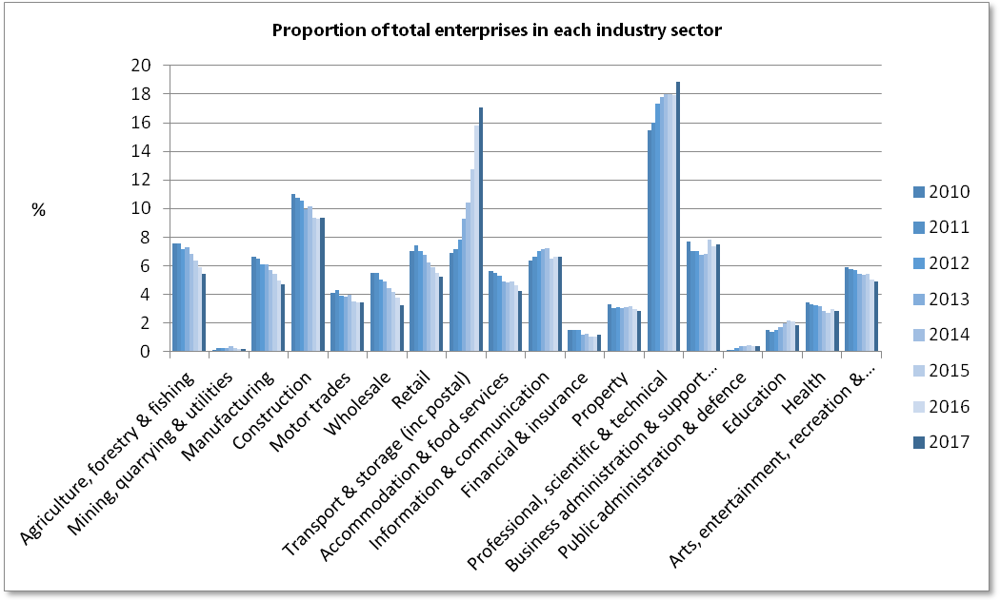 Proportion of total enterprises in each industry sector
%
20
18
16
14
12
10
8
6
4
2
0
Agriculture, forestry & fishing
Mining, quarrying & utilities
Manufacturing
Construction
Motor trades
Wholesale
Retail
Transport & storage (inc postal)
Accommodation & food services
Information & communication
Financial & insurance
Property
Professional, scientific & technical
Business administration & support...
Public administration & defence
Education
Health
Arts, entertainment, recreation &...
2010
2011
2012
2013
2014
2015
2016
2017